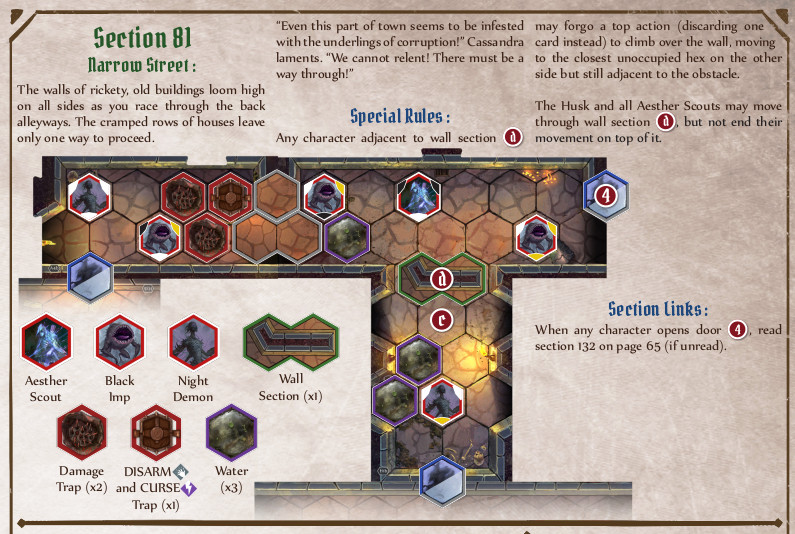 Section 81
Narrow Street:
The walls of rickety, old buildings loom high
on all sides as you race through the back
alleyways. The cramped rows of houses leave
only one way to proceed.
“Even this part of town seems to be infested
with the underlings of corruption!” Cassandra
laments. “We cannot relent! There must be a
way through!”
Special Rules:
Any character adjacent to wall section d
may forgo a top action (discarding one
card instead) to climb over the wall, moving
to the closest unoccupied hex on the other
side but still adjacent to the obstacle.
The Husk and all Aesther Scouts may move
through wall section d, but not end their
movement on top of it.
4
d
c
Section Links:
When any character opens door 4, read
section 132 on page 65 (if unread).
Aesther
Scout
Black
Imp
Night
Demon
Wall
Section (x1)
Damage
Trap (x2)
DISARM
and CURSE
Trap (x1)
Water
(x3)